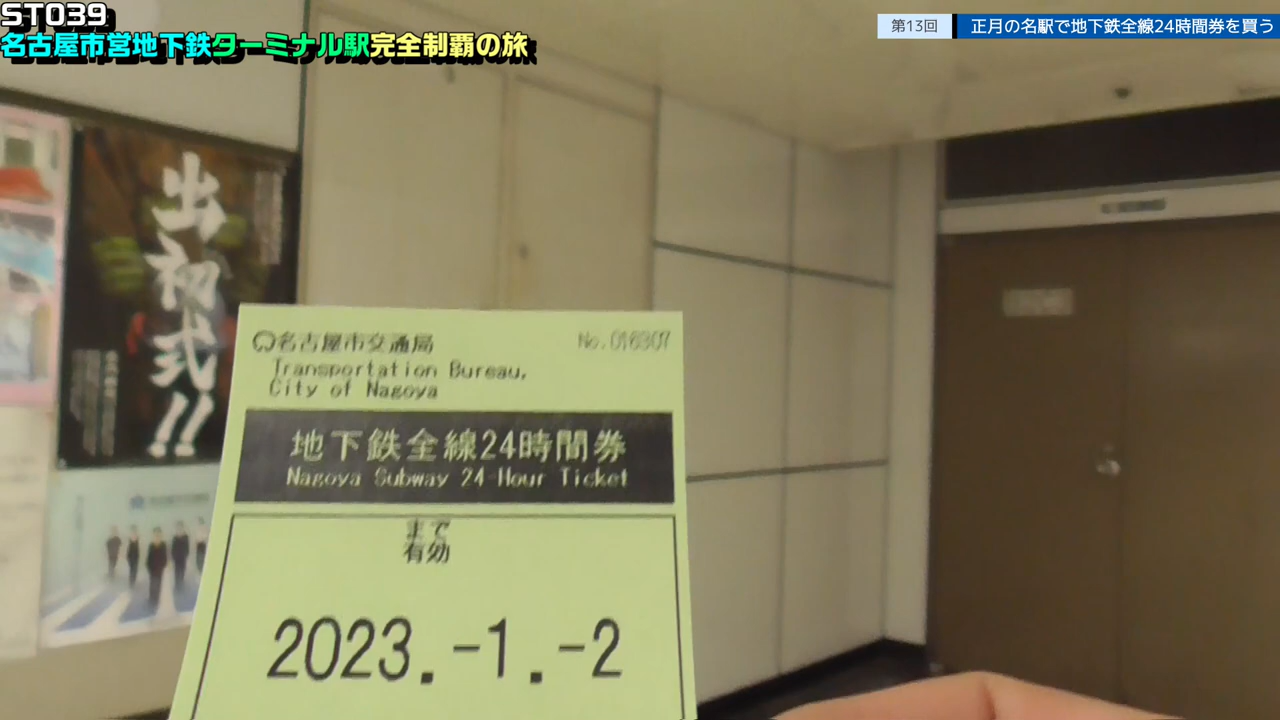 ST039
名古屋市営地下鉄ターミナル駅完全制覇の旅
第13回
正月の名駅で地下鉄全線24時間券を買う
出初式!!
名古屋市交通局
No.016307
Transportation Bureau,
City of Nagoya
地下鉄全線24時間券
Nagoya Subway 24-Hour Ticket
まで
有効
2023.-1.-2